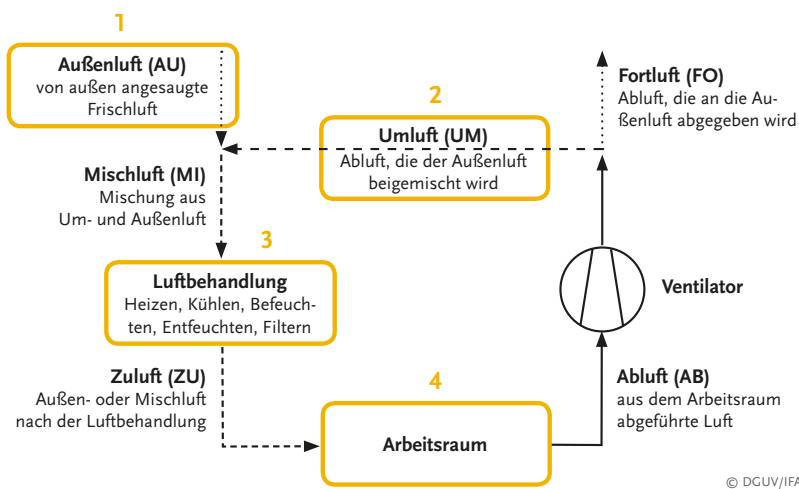 1
Außenluft (AU)
von außen angesaugte
Frischluft
2
Umluft (UM)
Abluft, die der Außenluft
beigemischt wird
Fortluft (FO)
Abluft, die an die Au-
ßenluft abgegeben wird
Mischluft (MI)
Mischung aus
Um- und Außenluft
3
Luftbehandlung
Heizen, Kühlen, Befeuch-
ten, Entfeuchten, Filtern
Ventilator
Zuluft (ZU)
Außen- oder Mischluft
nach der Luftbehandlung
4
Arbeitsraum
Abluft (AB)
aus dem Arbeitsraum
abgeführte Luft
© DGUV/IFA